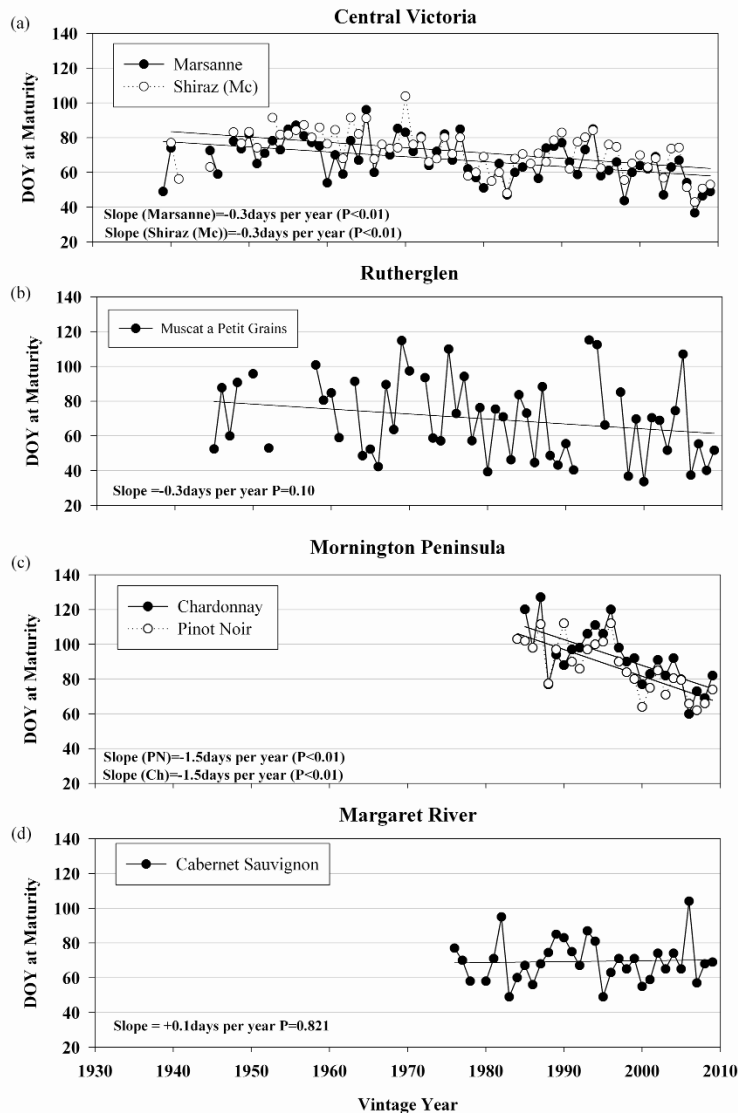 Central Victoria
(a)
140
120
100
80
60
40
20
DOY at Maturity
Marsanne
Shiraz (Mc)
Slope (Marsanne)=-0.3days per year (P<0.01)
Slope (Shiraz (Mc))=-0.3days per year (P<0.01)
Rutherglen
(b)
140
120
100
80
60
40
20
DOY at Maturity
Muscat a Petit Grains
Slope =-0.3days per year P=0.10
Mornington Peninsula
(c)
140
120
100
80
60
40
20
DOY at Maturity
Chardonnay
Pinot Noir
Slope (PN)=-1.5days per year (P<0.01)
Slope (Ch)=-1.5days per year (P<0.01)
Margaret River
(d)
140
120
100
80
60
40
20
DOY at Maturity
Cabernet Sauvignon
Slope = +0.1days per year P=0.821
1930 1940 1950 1960 1970 1980 1990 2000 2010
Vintage Year